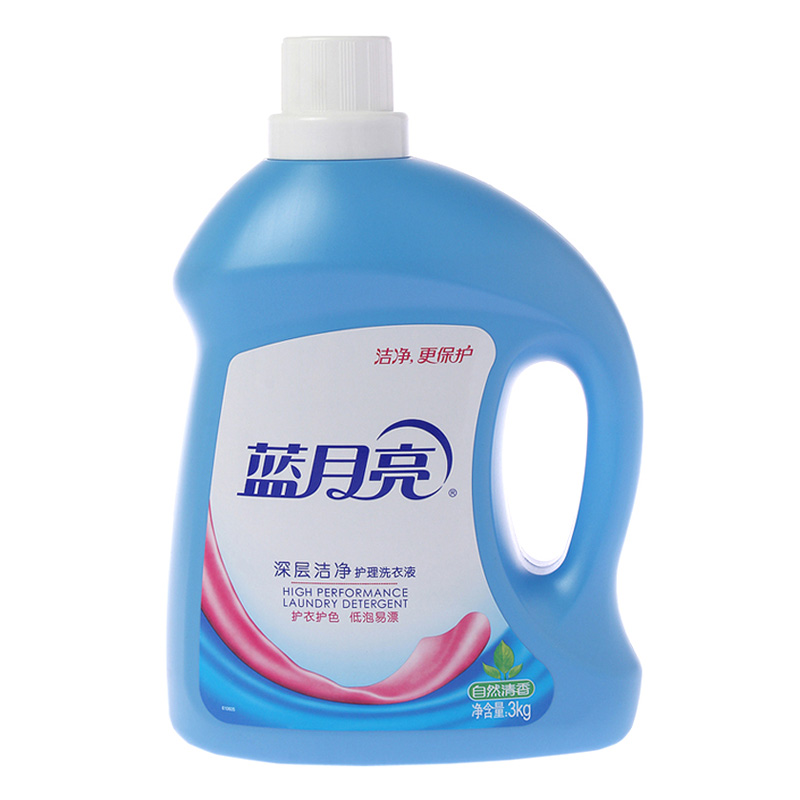 洁净,更保护
蓝月亮®
深层洁净护理洗衣液
HIGH PERFORMANCE
LAUNDRY DETERGENT
护衣护色 低泡易漂
自然清香
净含量:3kg